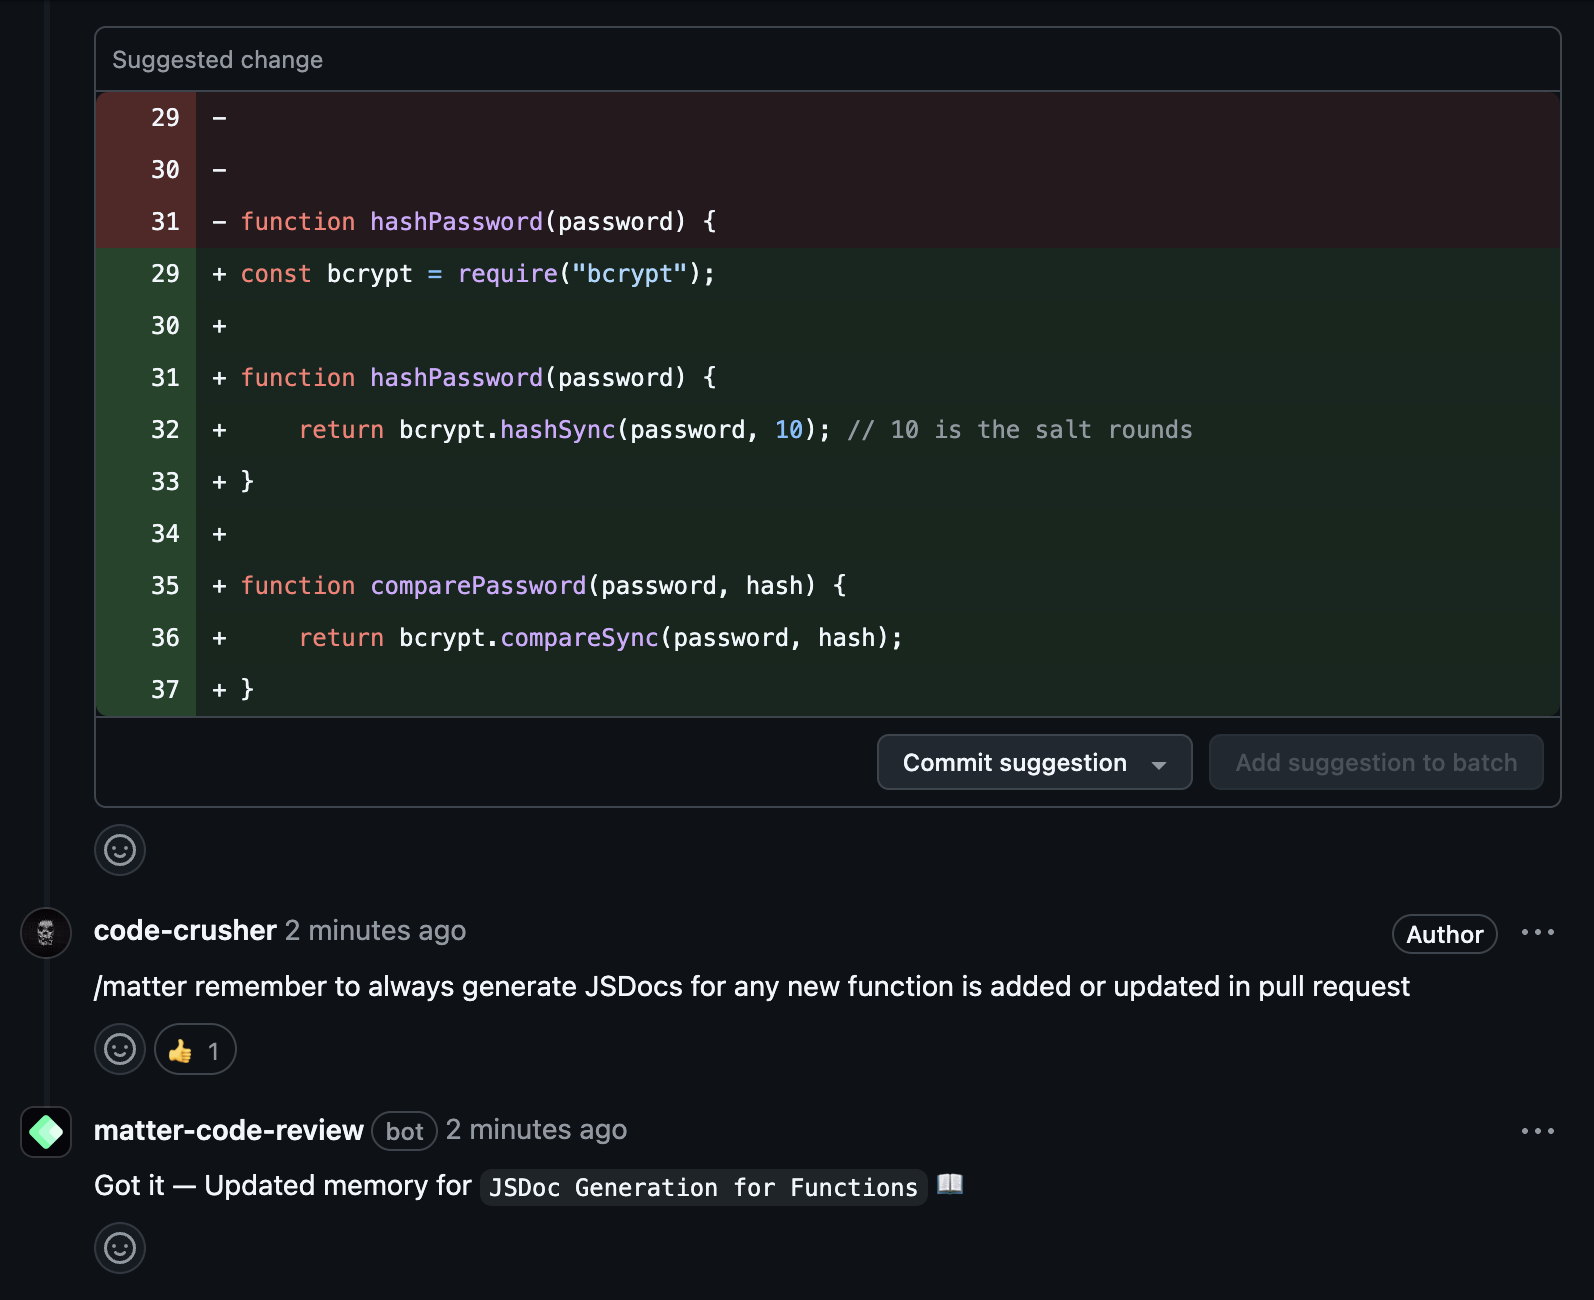 Suggested change
29 -
30 -
31 - function hashPassword(password) {
29 + const bcrypt = require("bcrypt");
30 +
31 + function hashPassword(password) {
32 +     return bcrypt.hashSync(password, 10); // 10 is the salt rounds
33 + }
34 +
35 + function comparePassword(password, hash) {
36 +     return bcrypt.compareSync(password, hash);
37 + }
Commit suggestion Add suggestion to batch
code-crusher 2 minutes ago Author
/matter remember to always generate JSDocs for any new function is added or updated in pull request
👍 1
matter-code-review bot 2 minutes ago
Got it — Updated memory for JSDoc Generation for Functions 📖